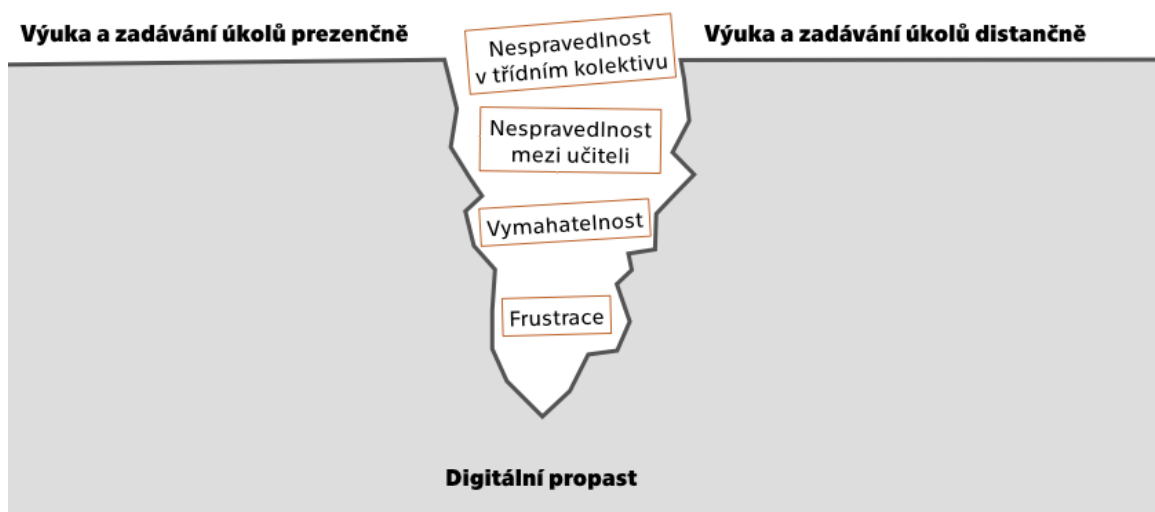 Výuka a zadávání úkolů prezenčně
Nespravedlnost
v třídním kolektivu
Výuka a zadávání úkolů distančně
Nespravedlnost
mezi učiteli
Vymahatelnost
Frustrace
Digitální propast